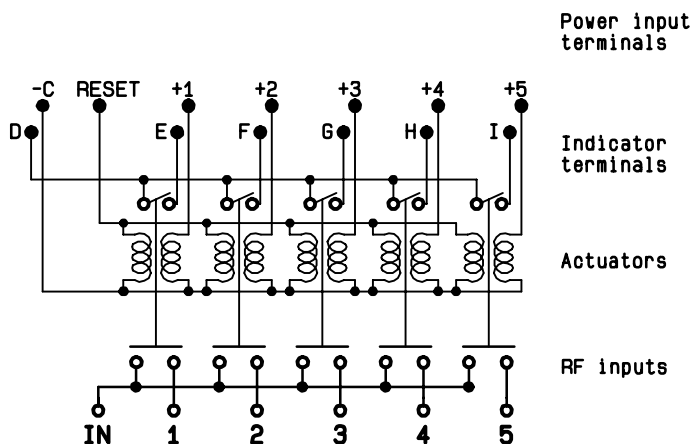 Power input
terminals
-C RESET +1 +2 +3 +4 +5
D E F G H I
Indicator
terminals
Actuators
RF inputs
IN 1 2 3 4 5